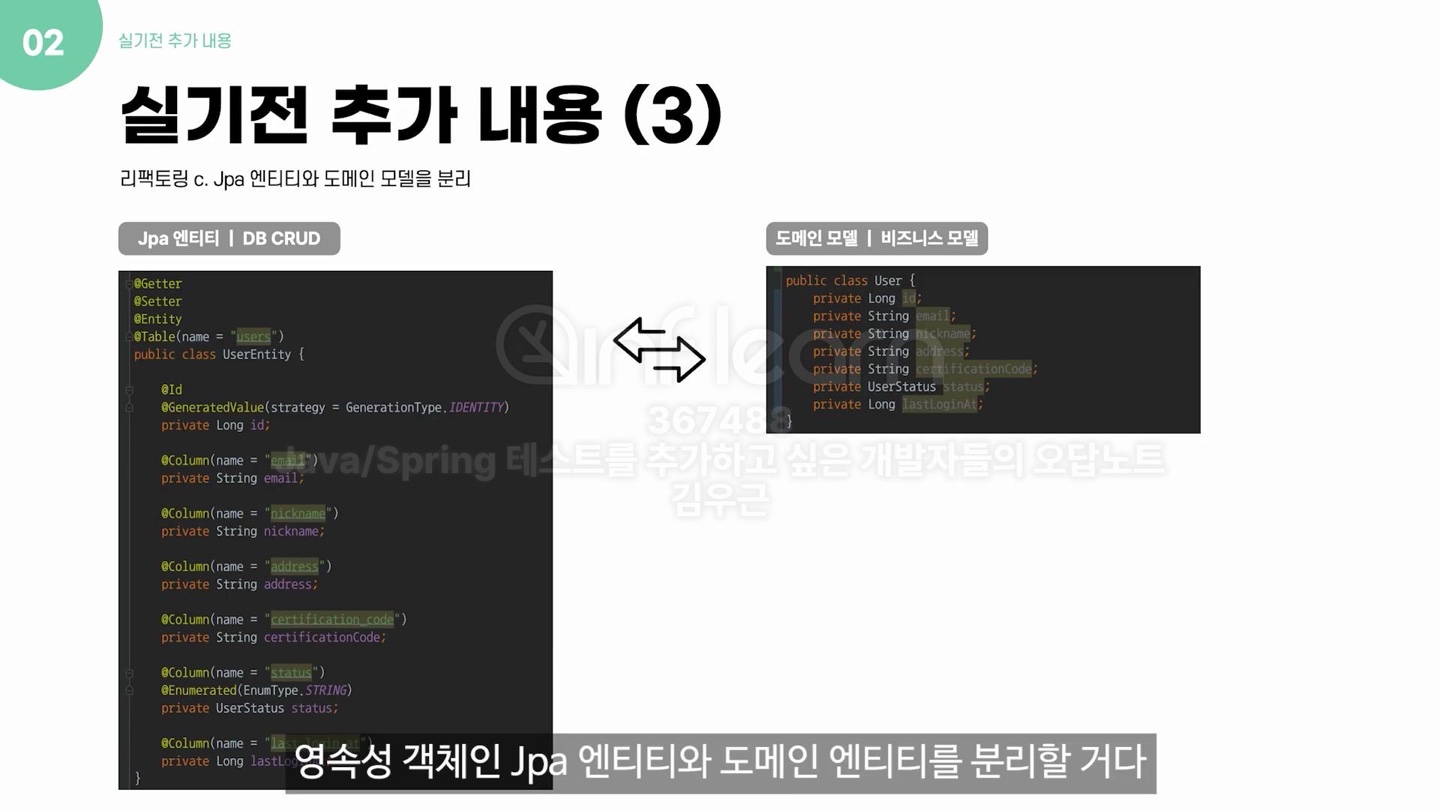 02
실기전 추가 내용
실기전 추가 내용 (3)
리팩토링 c. Jpa 엔티티와 도메인 모델을 분리
Jpa 엔티티 | DB CRUD
@Getter
@Setter
@Entity
@Table(name = "users")
public class UserEntity {
@Id
@GeneratedValue(strategy = GenerationType.IDENTITY)
private Long id;
@Column(name = "email")
private String email;
@Column(name = "nickname")
private String nickname;
@Column(name = "address")
private String address;
@Column(name = "certification_code")
private String certificationCode;
@Column(name = "status")
@Enumerated(EnumType.STRING)
private UserStatus status;
@Column(name = "last_login_at")
private Long lastLo
}
도메인 모델 | 비즈니스 모델
public class User {
private Long id;
private String email;
private String nickname;
private String address;
private String certificationCode;
private UserStatus status;
private Long lastLoginAt;
}
inflearn
367488
Java/Spring 테스트를 추가하고 싶은 개발자들의 오답노트
김우근
영속성 객체인 Jpa 엔티티와 도메인 엔티티를 분리할 거다